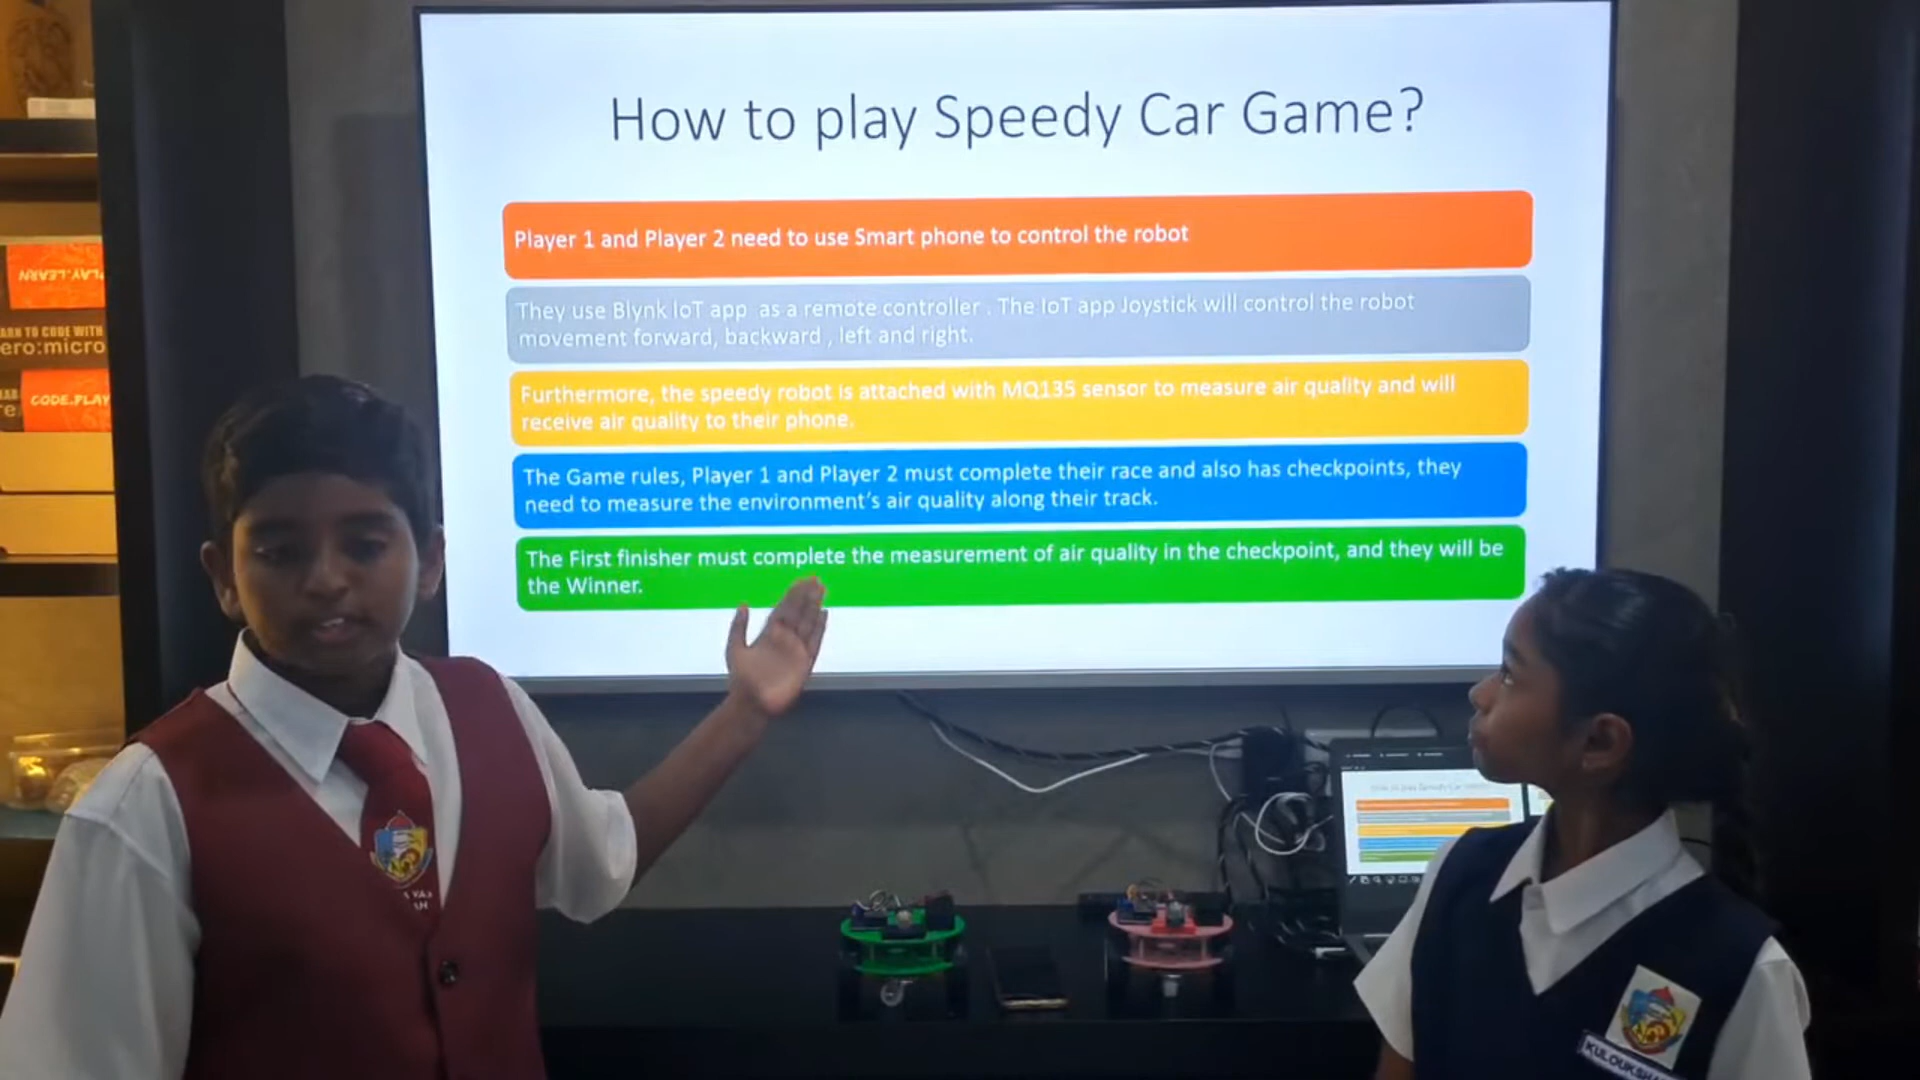 How to play Speedy Car Game?
Player 1 and Player 2 need to use Smart phone to control the robot
They use Blynk IoT app as a remote controller . The IoT app Joystick will control the robot
movement forward, backward , left and right.
Furthermore, the speedy robot is attached with MQ135 sensor to measure air quality and will
receive air quality to their phone.
The Game rules, Player 1 and Player 2 must complete their race and also has checkpoints, they
need to measure the environment's air quality along their track.
The First finisher must complete the measurement of air quality in the checkpoint, and they will be
the Winner.
PLAY.LEARN
TO CODE WITH
ero:micro
CODE.PLAY